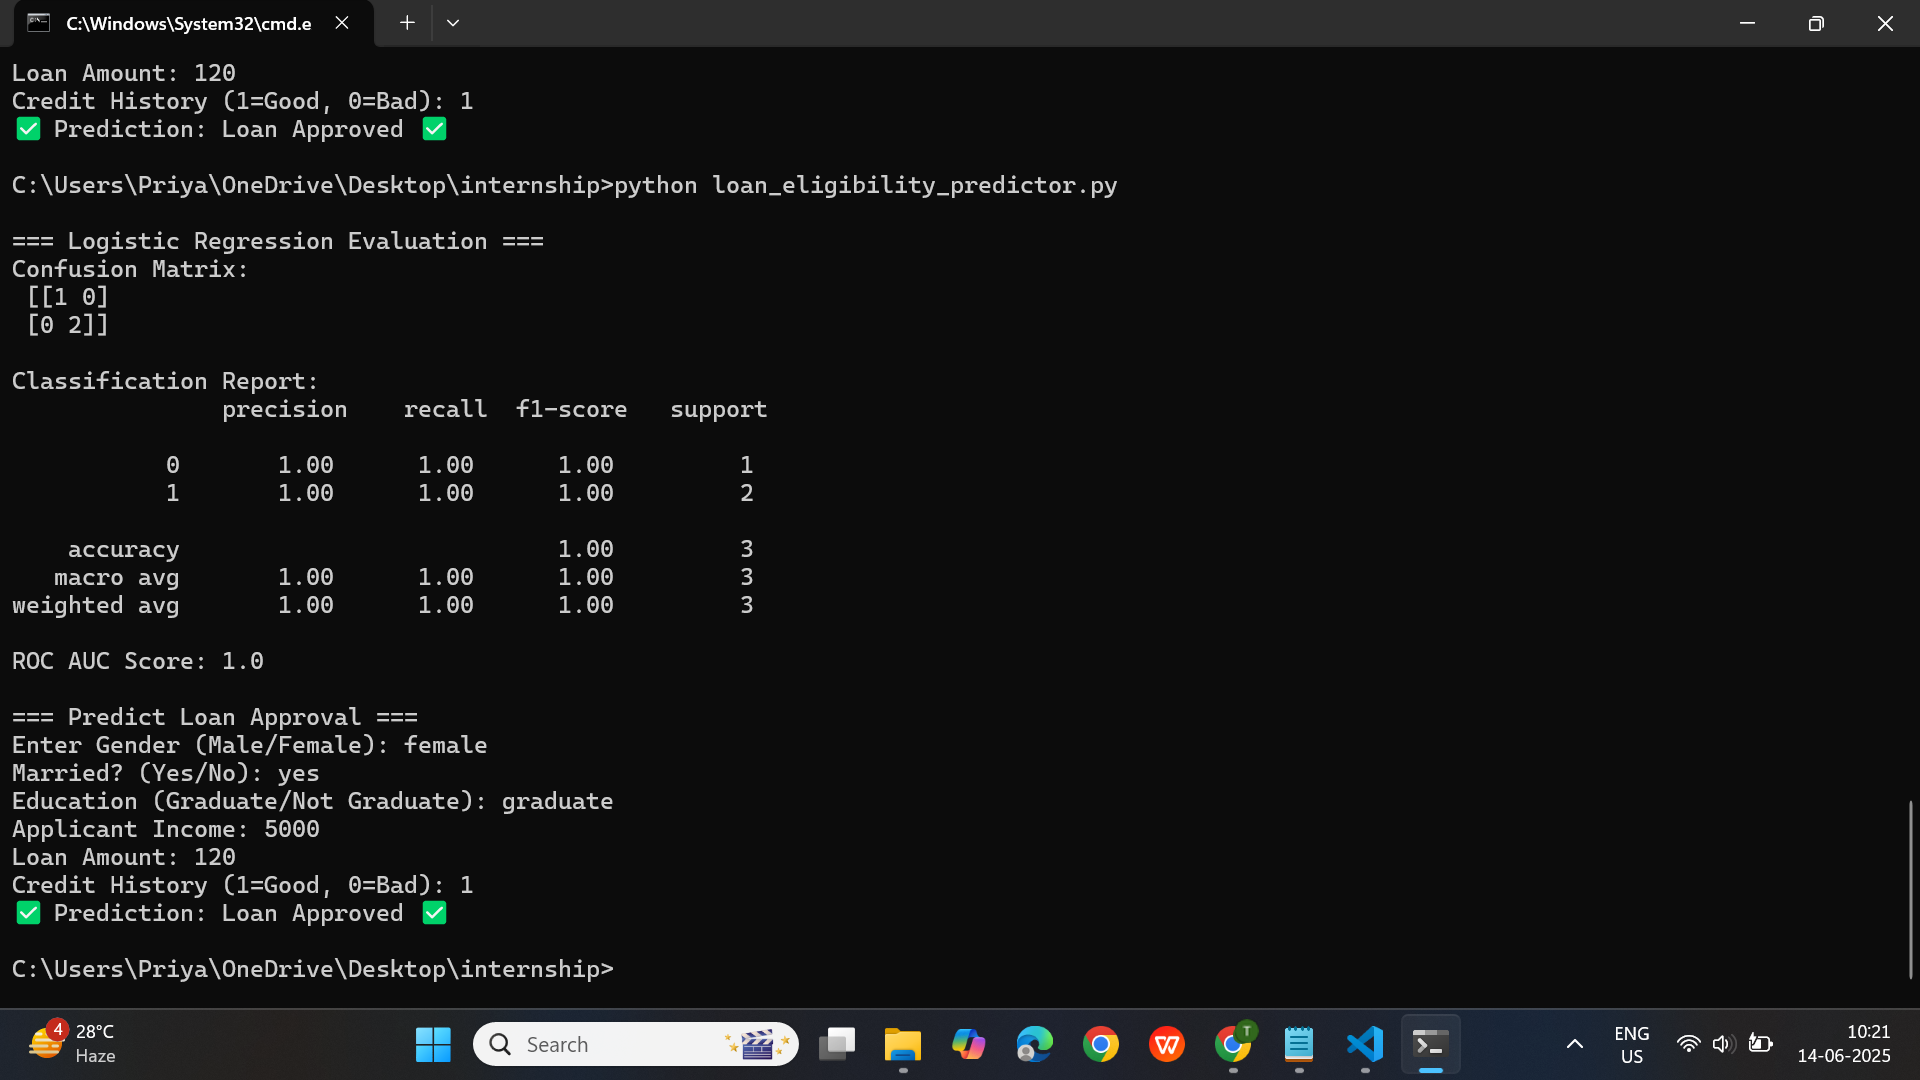 C:\Windows\System32\cmd.e
Loan Amount: 120
Credit History (1=Good, 0=Bad): 1
✅ Prediction: Loan Approved ✅
C:\Users\Priya\OneDrive\Desktop\internship>python loan_eligibility_predictor.py
=== Logistic Regression Evaluation ===
Confusion Matrix:
[[1 0]
[0 2]]
Classification Report:
precision recall f1-score support
0 1.00 1.00 1.00 1
1 1.00 1.00 1.00 2
accuracy 1.00 3
macro avg 1.00 1.00 1.00 3
weighted avg 1.00 1.00 1.00 3
ROC AUC Score: 1.0
=== Predict Loan Approval ===
Enter Gender (Male/Female): female
Married? (Yes/No): yes
Education (Graduate/Not Graduate): graduate
Applicant Income: 5000
Loan Amount: 120
Credit History (1=Good, 0=Bad): 1
✅ Prediction: Loan Approved ✅
C:\Users\Priya\OneDrive\Desktop\internship>
4
28°C
Haze
Search
T
ENG
US
10:21
14-06-2025